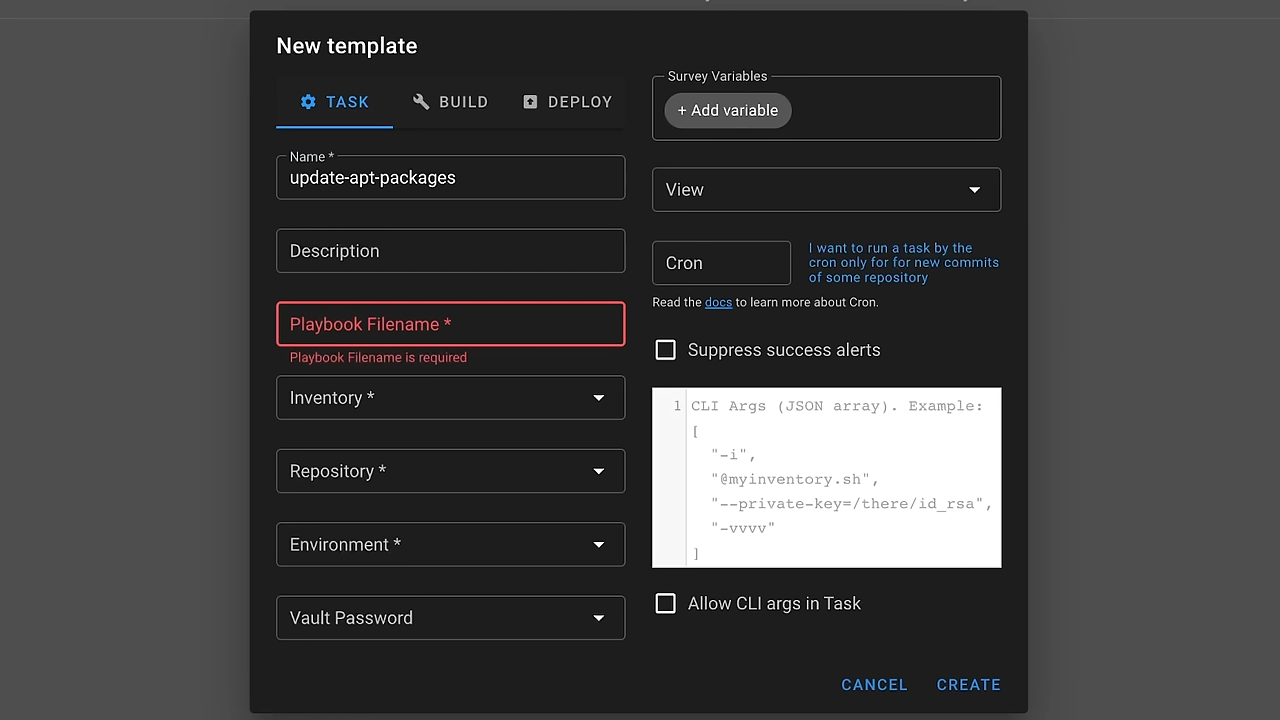 New template
TASK
BUILD
DEPLOY
Name *
update-apt-packages
Description
Playbook Filename *
Playbook Filename is required
Inventory *
Repository *
Environment *
Vault Password
Survey Variables
+ Add variable
View
Cron
I want to run a task by the
cron only for for new commits
of some repository
Read the docs to learn more about Cron.
Suppress success alerts
1
CLI Args (JSON array). Example:
[
"-i",
"@myinventory.sh",
"--private-key=/there/id_rsa",
"-vvvv"
]
Allow CLI args in Task
CANCEL
CREATE